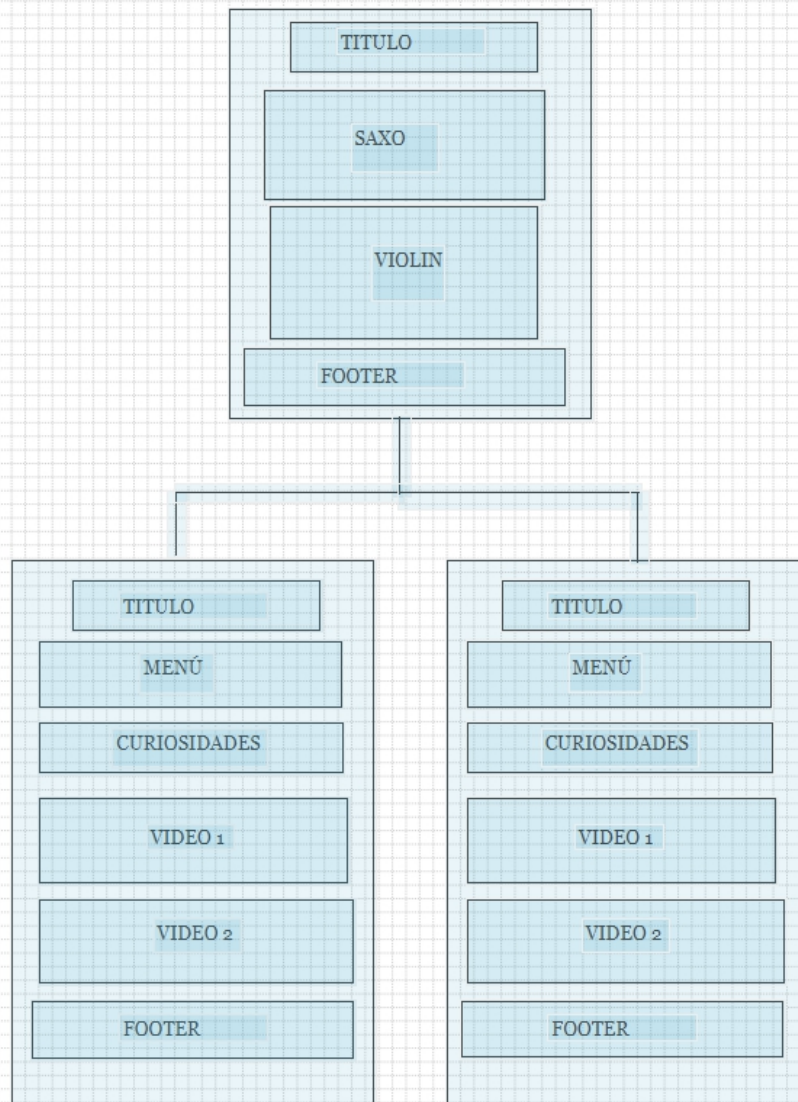 TITULO
SAXO
VIOLIN
FOOTER
TITULO
MENÚ
CURIOSIDADES
VIDEO 1
VIDEO 2
FOOTER
TITULO
MENÚ
CURIOSIDADES
VIDEO 1
VIDEO 2
FOOTER